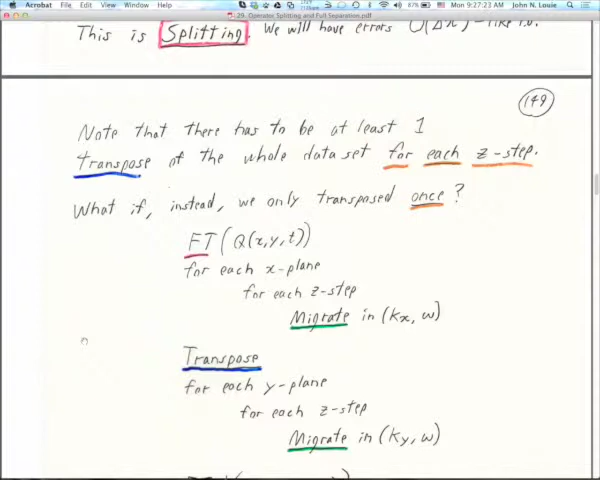 Acrobat File Edit View Window Help 87% Mon 9:27:23 AM John N. Louie
29. Operator Splitting and Full Separation.pdf
This is Splitting. We will have errors
149
Note that there has to be at least 1
transpose of the whole data set for each z-step.
What if, instead, we only transposed once?
FT(Q(x,y,t))
for each x-plane
for each z-step
Migrate in (kx, ω)
Transpose
for each y-plane
for each z-step
Migrate in (ky, ω)